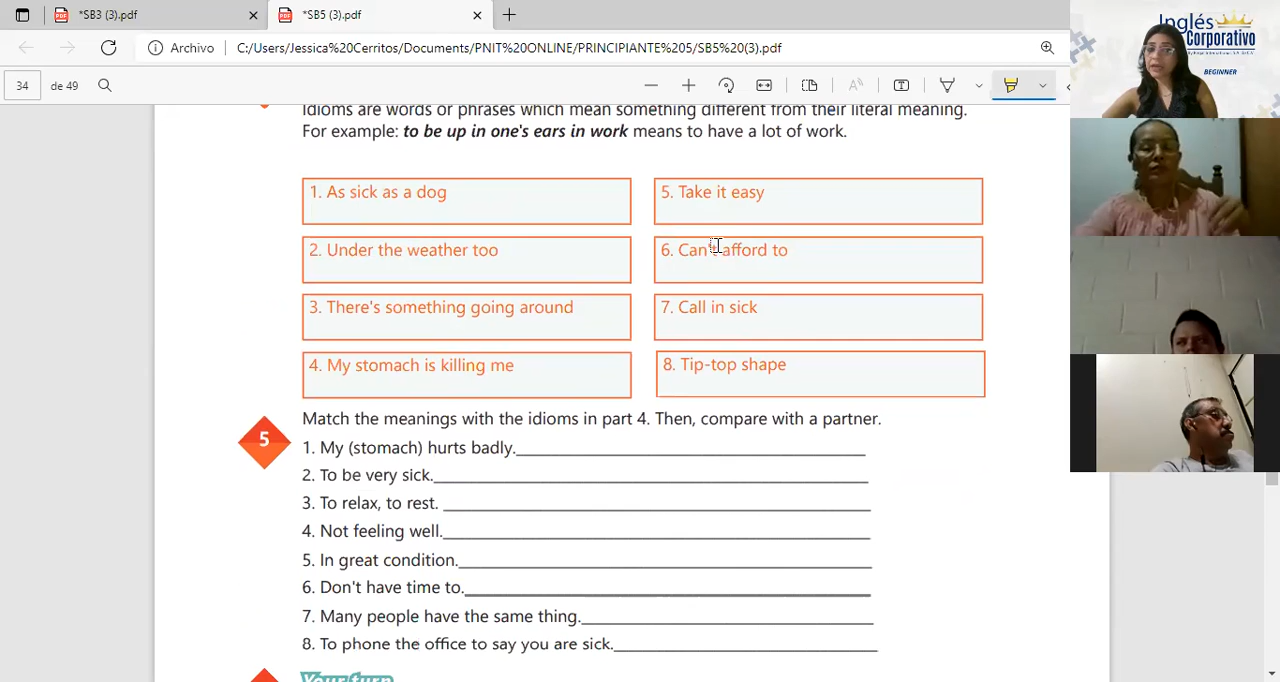 *SB3 (3).pdf
*SB5 (3).pdf
Archivo
C:/Users/Jessica%20Cerritos/Documents/PNIT%20ONLINE/PRINCIPIANTE%205/SB5%20(3).pdf
34 de 49
Idioms are words or phrases which mean something different from their literal meaning.
For example: to be up in one's ears in work means to have a lot of work.
1. As sick as a dog
2. Under the weather too
3. There's something going around
4. My stomach is killing me
5. Take it easy
6. Can't afford to
7. Call in sick
8. Tip-top shape
5
Match the meanings with the idioms in part 4. Then, compare with a partner.
1. My (stomach) hurts badly.
2. To be very sick.
3. To relax, to rest.
4. Not feeling well.
5. In great condition.
6. Don't have time to.
7. Many people have the same thing.
8. To phone the office to say you are sick.
Your turn
Inglés
Corporativo
BEGINNER